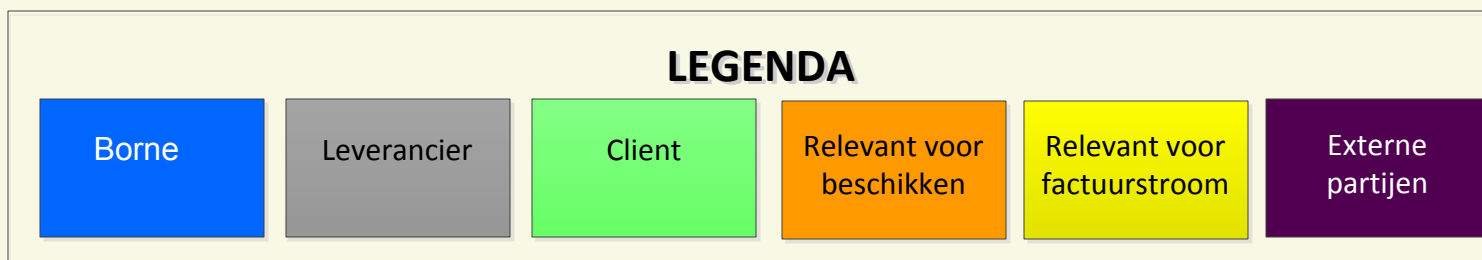 LEGENDA
Borne
Leverancier
Client
Relevant voor
beschikken
Relevant voor
factuurstroom
Externe
partijen